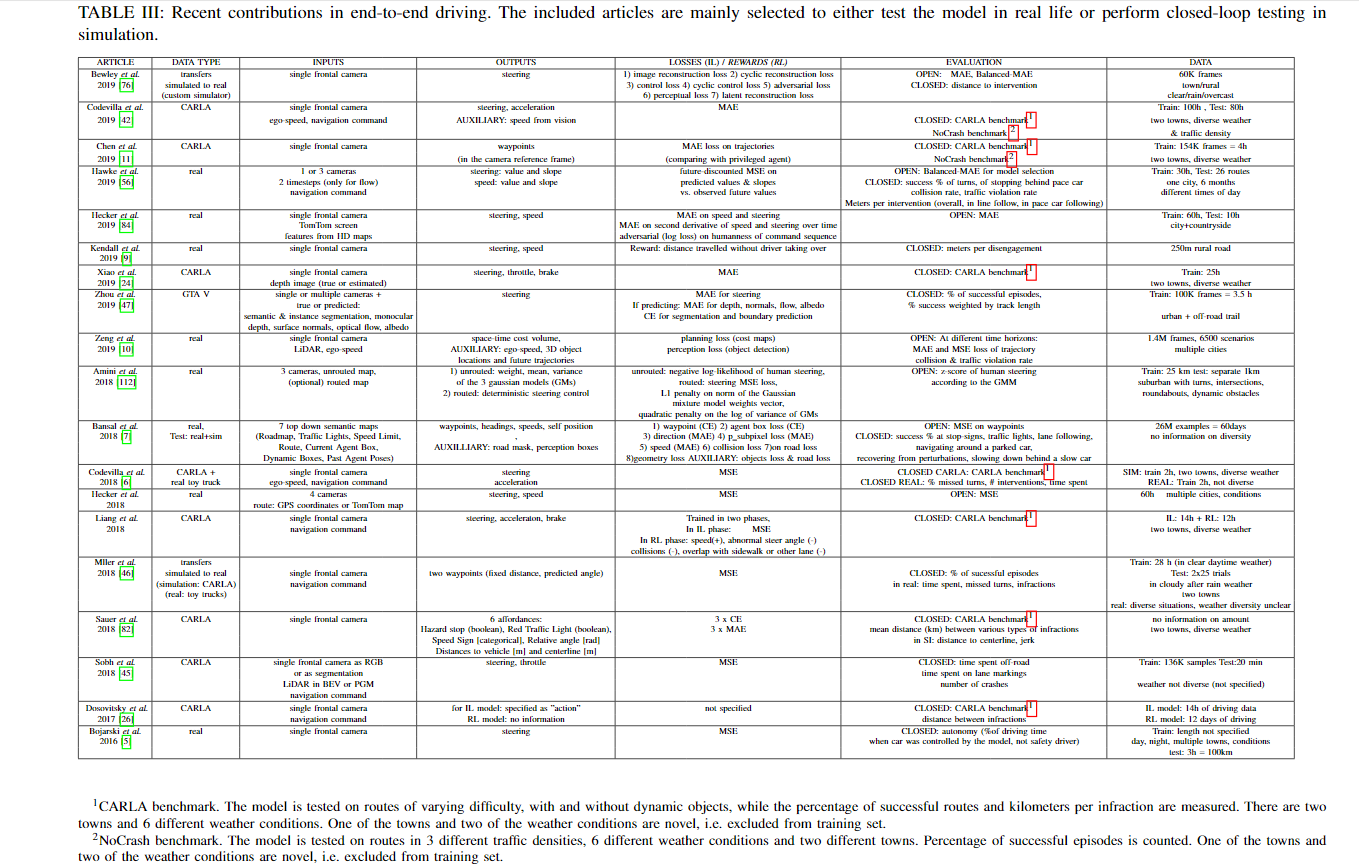 TABLE III: Recent contributions in end-to-end driving. The included articles are mainly selected to either test the model in real life or perform closed-loop testing in
simulation.
ARTICLE DATA TYPE INPUTS OUTPUTS LOSSES (IL) / REWARDS (RL) EVALUATION DATA
Bewley et al. transfers single frontal camera steering 1) image reconstruction loss 2) cyclic reconstruction loss OPEN: MAE, Balanced-MAE 60K frames
2019 [76] simulated to real 3) control loss 4) cyclic control loss 5) adversarial loss CLOSED: distance to intervention town/rural
(custom simulator) 6) perceptual loss 7) latent reconstruction loss clear/rain/overcast
Codevilla et al. CARLA single frontal camera steering, acceleration MAE Train: 100h , Test: 80h
2019 [42] ego-speed, navigation command AUXILIARY: speed from vision CLOSED: CARLA benchmark1 two towns, diverse weather
NoCrash benchmark 2 & traffic density
Chen et al. CARLA single frontal camera waypoints MAE loss on trajectories CLOSED: CARLA benchmark1 Train: 154K frames = 4h
2019 [11] (in the camera reference frame) (comparing with privileged agent) NoCrash benchmark2 two towns, diverse weather
Hawke et al. real 1 or 3 cameras steering: value and slope future-discounted MSE on OPEN: Balanced-MAE for model selection Train: 30h, Test: 26 routes
2019 [56] 2 timesteps (only for flow) speed: value and slope predicted values & slopes CLOSED: success % of turns, of stopping behind pace car one city, 6 months
navigation command vs. observed future values collision rate, traffic violation rate different times of day
Meters per intervention (overall, in line follow, in pace car following)
Hecker et al. real single frontal camera steering, speed MAE on speed and steering OPEN: MAE Train: 60h, Test: 10h
2019 [84] TomTom screen MAE on second derivative of speed and steering over time city+countryside
features from HD maps adversarial (log loss) on humanness of command sequence
Kendall et al. real single frontal camera steering, speed Reward: distance travelled without driver taking over CLOSED: meters per disengagement 250m rural road
2019 [9]
Xiao et al. CARLA single frontal camera steering, throttle, brake MAE CLOSED: CARLA benchmark1 Train: 25h
2019 [24] depth image (true or estimated) two towns, diverse weather
Zhou et al. GTA V single or multiple cameras + steering MAE for steering CLOSED: % of successful episodes, Train: 100K frames = 3.5 h
2019 [47] true or predicted: If predicting: MAE for depth, normals, flow, albedo % success weighted by track length
semantic & instance segmentation, monocular CE for segmentation and boundary prediction urban + off-road trail
depth, surface normals, optical flow, albedo
Zeng et al. real single frontal camera space-time cost volume, planning loss (cost maps) OPEN: At different time horizons: 1.4M frames, 6500 scenarios
2019 [10] LiDAR, ego-speed AUXILIARY: ego-speed, 3D object perception loss (object detection) MAE and MSE loss of trajectory multiple cities
locations and future trajectories collision & traffic violation rate
Amini et al. real 3 cameras, unrouted map, 1) unrouted: weight, mean, variance unrouted: negative log-likelihood of human steering, OPEN: z-score of human steering Train: 25 km test: separate 1km
2018 [112] (optional) routed map of the 3 gaussian models (GMs) routed: steering MSE loss, according to the GMM suburban with turns, intersections,
2) routed: deterministic steering control L1 penalty on norm of the Gaussian roundabouts, dynamic obstacles
mixture model weights vector,
quadratic penalty on the log of variance of GMs
Bansal et al. real, 7 top down semantic maps waypoints, headings, speeds, self position 1) waypoint (CE) 2) agent box loss (CE) OPEN: MSE on waypoints 26M examples = 60days
2018 [7] Test: real+sim (Roadmap, Traffic Lights, Speed Limit, , 3) direction (MAE) 4) p_subpixel loss (MAE) CLOSED: success % at stop-signs, traffic lights, lane following, no information on diversity
Route, Current Agent Box, AUXILLIARY: road mask, perception boxes 5) speed (MAE) 6) collision loss 7)on road loss navigating around a parked car,
Dynamic Boxes, Past Agent Poses) 8)geometry loss AUXILIARY: objects loss & road loss recovering from perturbations, slowing down behind a slow car
Codevilla et al. CARLA + single frontal camera steering MSE CLOSED CARLA: CARLA benchmark1 SIM: train 2h, two towns, diverse weather
2018 [6] real toy truck ego-speed, navigation command acceleration CLOSED REAL: % missed turns, # interventions, time spent REAL: Train 2h, not diverse
Hecker et al. real 4 cameras steering, speed MSE OPEN: MSE 60h multiple cities, conditions
2018 route: GPS coordinates or TomTom map
Liang et al. CARLA single frontal camera steering, acceleraton, brake Trained in two phases, CLOSED: CARLA benchmark1 IL: 14h + RL: 12h
2018 navigation command In IL phase: MSE two towns, diverse weather
In RL phase: speed(+), abnormal steer angle (-)
collisions (-), overlap with sidewalk or other lane (-)
Mller et al. transfers Train: 28 h (in clear daytime weather)
2018 [46] simulated to real single frontal camera two waypoints (fixed distance, predicted angle) MSE CLOSED: % of sucessful episodes Test: 2x25 trials
(simulation: CARLA) navigation command in real: time spent, missed turns, infractions in cloudy after rain weather
(real: toy trucks) two towns
real: diverse situations, weather diversity unclear
Sauer et al. CARLA single frontal camera 6 affordances: 3 x CE CLOSED: CARLA benchmark1 no information on amount
2018 [82] Hazard stop (boolean), Red Traffic Light (boolean), 3 x MAE mean distance (km) between various types of infractions two towns, diverse weather
Speed Sign [categorical], Relative angle [rad] in SI: distance to centerline, jerk
Distances to vehicle [m] and centerline [m]
Sobh et al. CARLA single frontal camera as RGB steering, throttle MSE CLOSED: time spent off-road Train: 136K samples Test:20 min
2018 [45] or as segmentation time spent on lane markings
LiDAR in BEV or PGM number of crashes weather not diverse (not specified)
navigation command
Dosovitsky et al. CARLA single frontal camera for IL model: specified as "action" not specified CLOSED: CARLA benchmark1 IL model: 14h of driving data
2017 [26] navigation command RL model: no information distance between infractions RL model: 12 days of driving
Bojarski et al. real single frontal camera steering MSE CLOSED: autonomy (%of driving time Train: length not specified
2016 [5] when car was controlled by the model, not safety driver) day, night, multiple towns, conditions
test: 3h = 100km
1CARLA benchmark. The model is tested on routes of varying difficulty, with and without dynamic objects, while the percentage of successful routes and kilometers per infraction are measured. There are two
towns and 6 different weather conditions. One of the towns and two of the weather conditions are novel, i.e. excluded from training set.
2NoCrash benchmark. The model is tested on routes in 3 different traffic densities, 6 different weather conditions and two different towns. Percentage of successful episodes is counted. One of the towns and
two of the weather conditions are novel, i.e. excluded from training set.